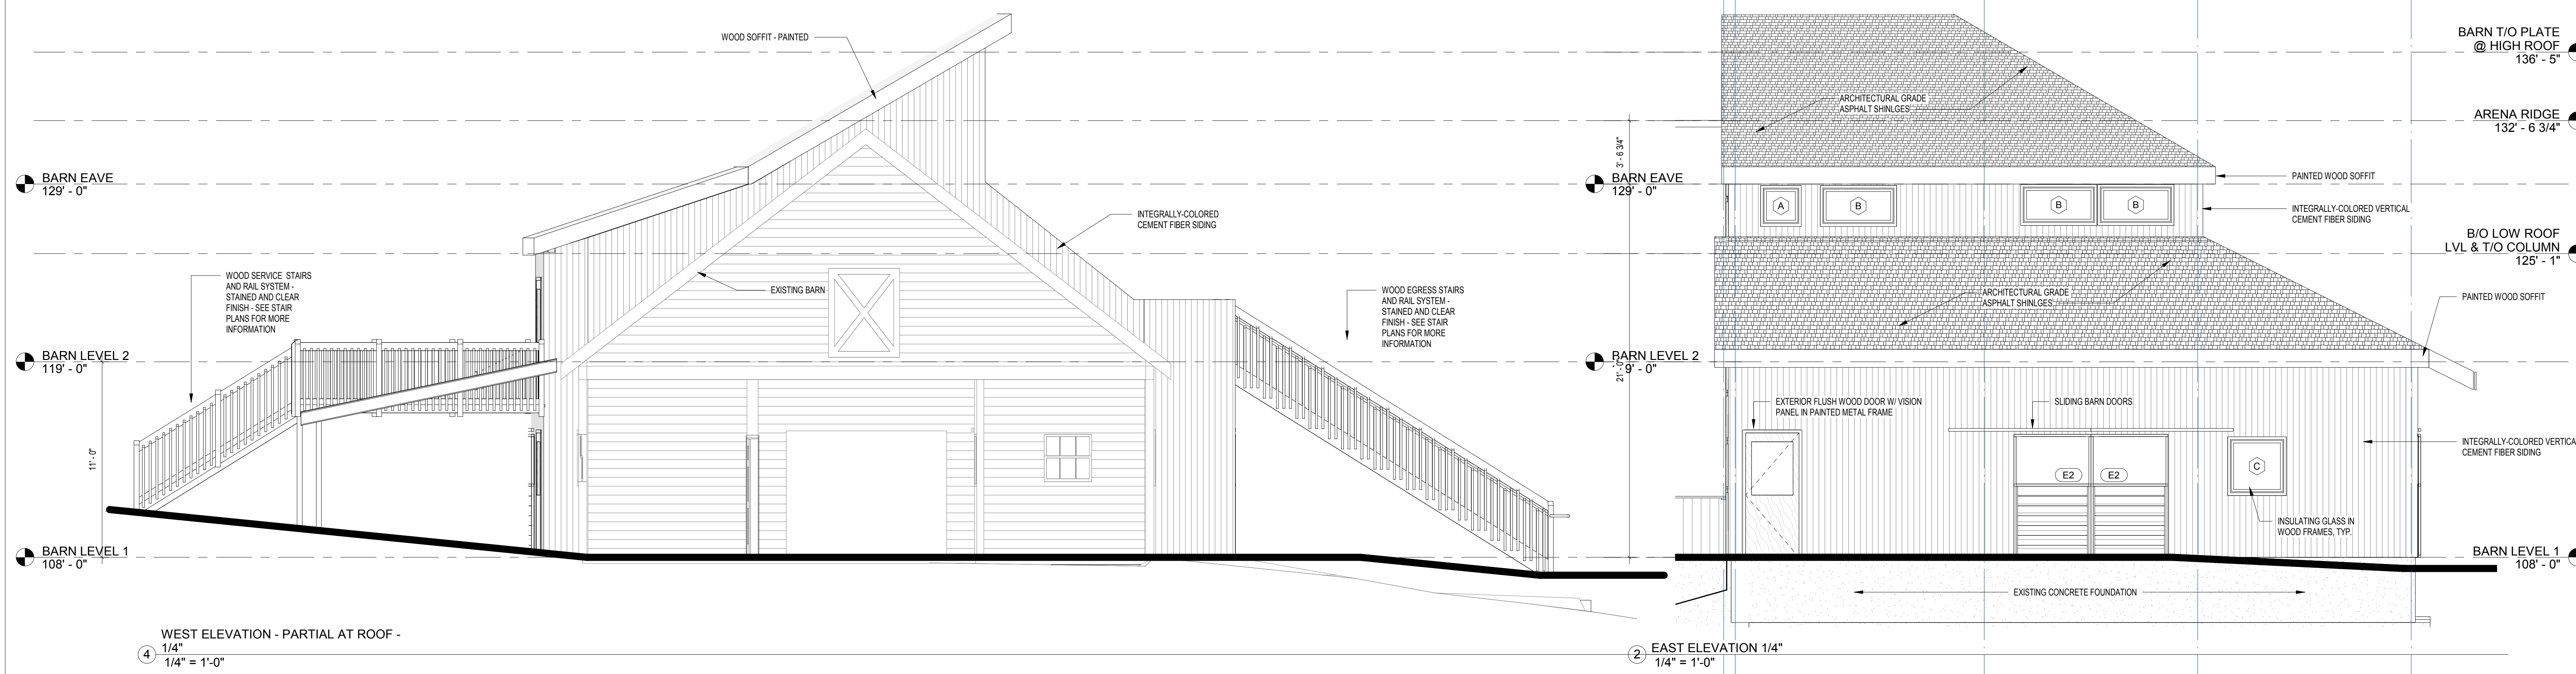 WOOD SOFFIT - PAINTED
BARN EAVE
129' - 0"
INTEGRALLY-COLORED
CEMENT FIBER SIDING
EXISTING BARN
WOOD SERVICE STAIRS
AND RAIL SYSTEM -
STAINED AND CLEAR
FINISH - SEE STAIR
PLANS FOR MORE
INFORMATION
WOOD EGRESS STAIRS
AND RAIL SYSTEM -
STAINED AND CLEAR
FINISH - SEE STAIR
PLANS FOR MORE
INFORMATION
BARN LEVEL 2
119' - 0"
11' - 0"
BARN LEVEL 1
108' - 0"
4
WEST ELEVATION - PARTIAL AT ROOF -
1/4"
1/4" = 1'-0"
BARN T/O PLATE
@ HIGH ROOF
136' - 5"
ARCHITECTURAL GRADE
ASPHALT SHINLGES
ARENA RIDGE
132' - 6 3/4"
3' - 6 3/4"
BARN EAVE
129' - 0"
PAINTED WOOD SOFFIT
A
B
B
B
INTEGRALLY-COLORED VERTICAL
CEMENT FIBER SIDING
B/O LOW ROOF
LVL & T/O COLUMN
125' - 1"
ARCHITECTURAL GRADE
ASPHALT SHINLGES
PAINTED WOOD SOFFIT
BARN LEVEL 2
9' - 0"
21' - 0"
EXTERIOR FLUSH WOOD DOOR W/ VISION
PANEL IN PAINTED METAL FRAME
SLIDING BARN DOORS
INTEGRALLY-COLORED VERTICA
CEMENT FIBER SIDING
E2
E2
C
INSULATING GLASS IN
WOOD FRAMES, TYP.
BARN LEVEL 1
108' - 0"
EXISTING CONCRETE FOUNDATION
2
EAST ELEVATION 1/4"
1/4" = 1'-0"